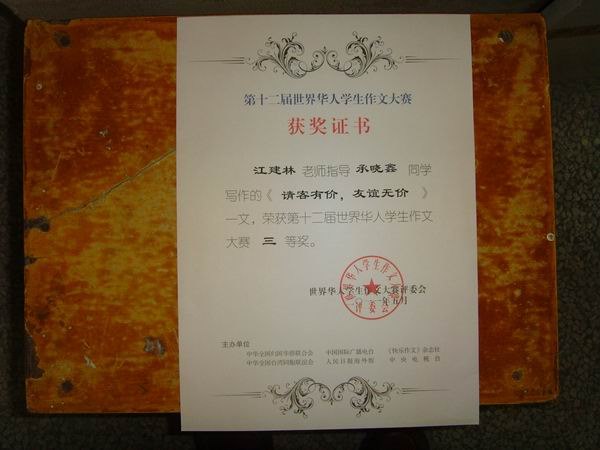 第十二届世界华人学生作文大赛
获奖证书
江建林 老师指导 承晓鑫 同学
写作的《 请客有价，友谊无价 》
一文，荣获第十二届世界华人学生作文
大赛 三 等奖。
世界华人学生作文大赛评委会
一年五月
主办单位
中华全国归国华侨联合会 中国国际广播电台 《快乐作文》杂志社
中华全国台湾同胞联谊会 人民日报海外版 中央电视台